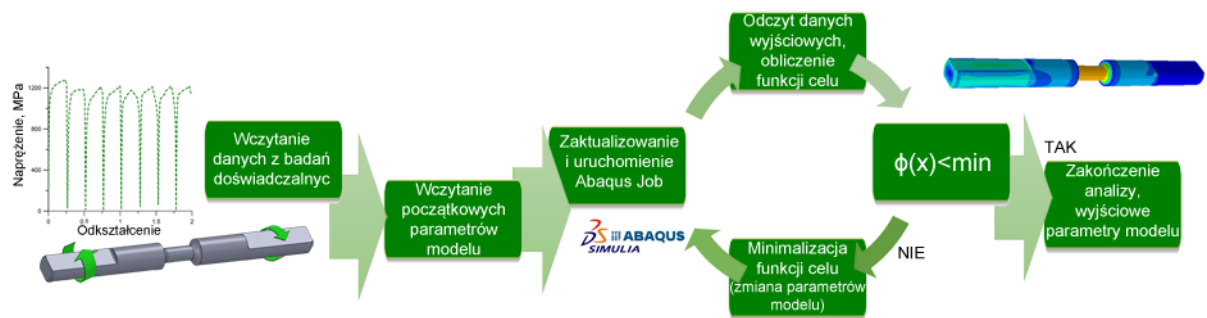 Naprężenie, MPa
1200
800
400
0
0
0.5
1
1.5
2
Odkształcenie
Wczytanie
danych z badań
doświadczalnyc
Wczytanie
początkowych
parametrów
modelu
Zaktualizowanie
i uruchomienie
Abaqus Job
DS SIMULIA ABAQUS
Odczyt danych
wyjściowych,
obliczenie
funkcji celu
ϕ(x)<min
NIE
Minimalizacja
funkcji celu
(zmiana parametrów
modelu)
TAK
Zakończenie
analizy,
wyjściowe
parametry modelu